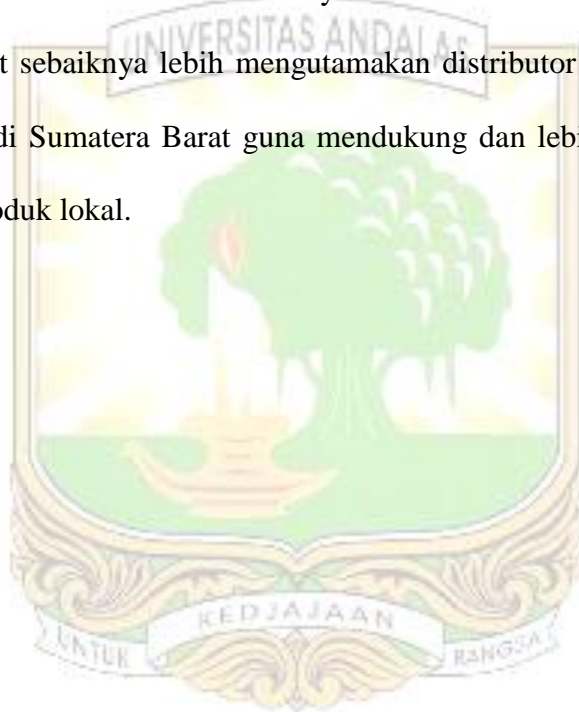 UNIVERSITAS ANDALAS
t sebaiknya lebih mengutamakan distributor
di Sumatera Barat guna mendukung dan lebi
oduk lokal.
UNTUK KEDJAJAAN BANGSA